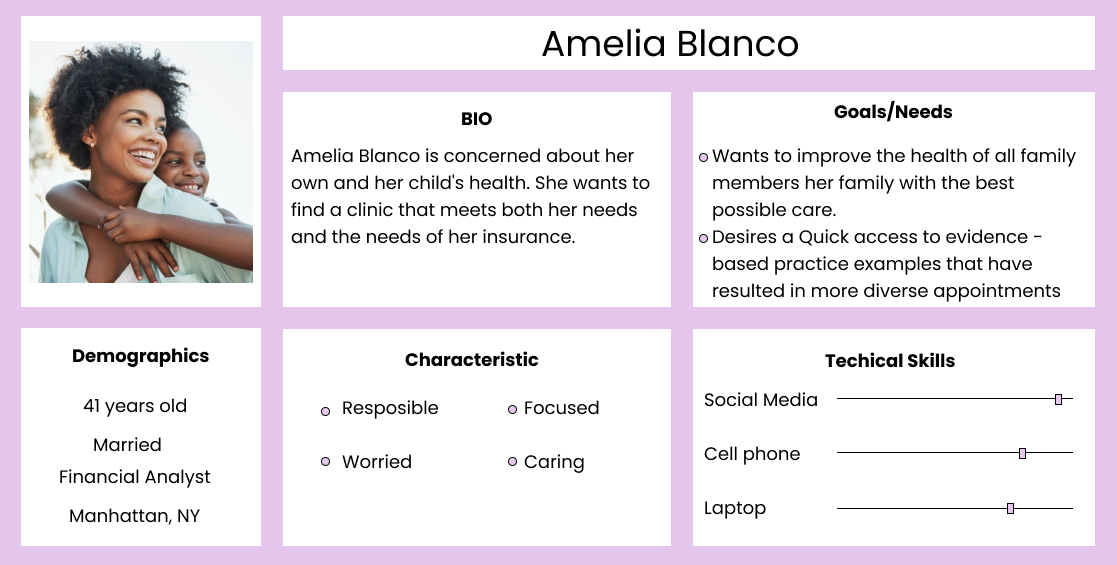 Amelia Blanco
BIO
Amelia Blanco is concerned about her
own and her child's health. She wants to
find a clinic that meets both her needs
and the needs of her insurance.
Goals/Needs
Wants to improve the health of all family
members her family with the best
possible care.
Desires a Quick access to evidence -
based practice examples that have
resulted in more diverse appointments
Demographics
41 years old
Married
Financial Analyst
Manhattan, NY
Characteristic
Resposible
Focused
Worried
Caring
Techical Skills
Social Media
Cell phone
Laptop